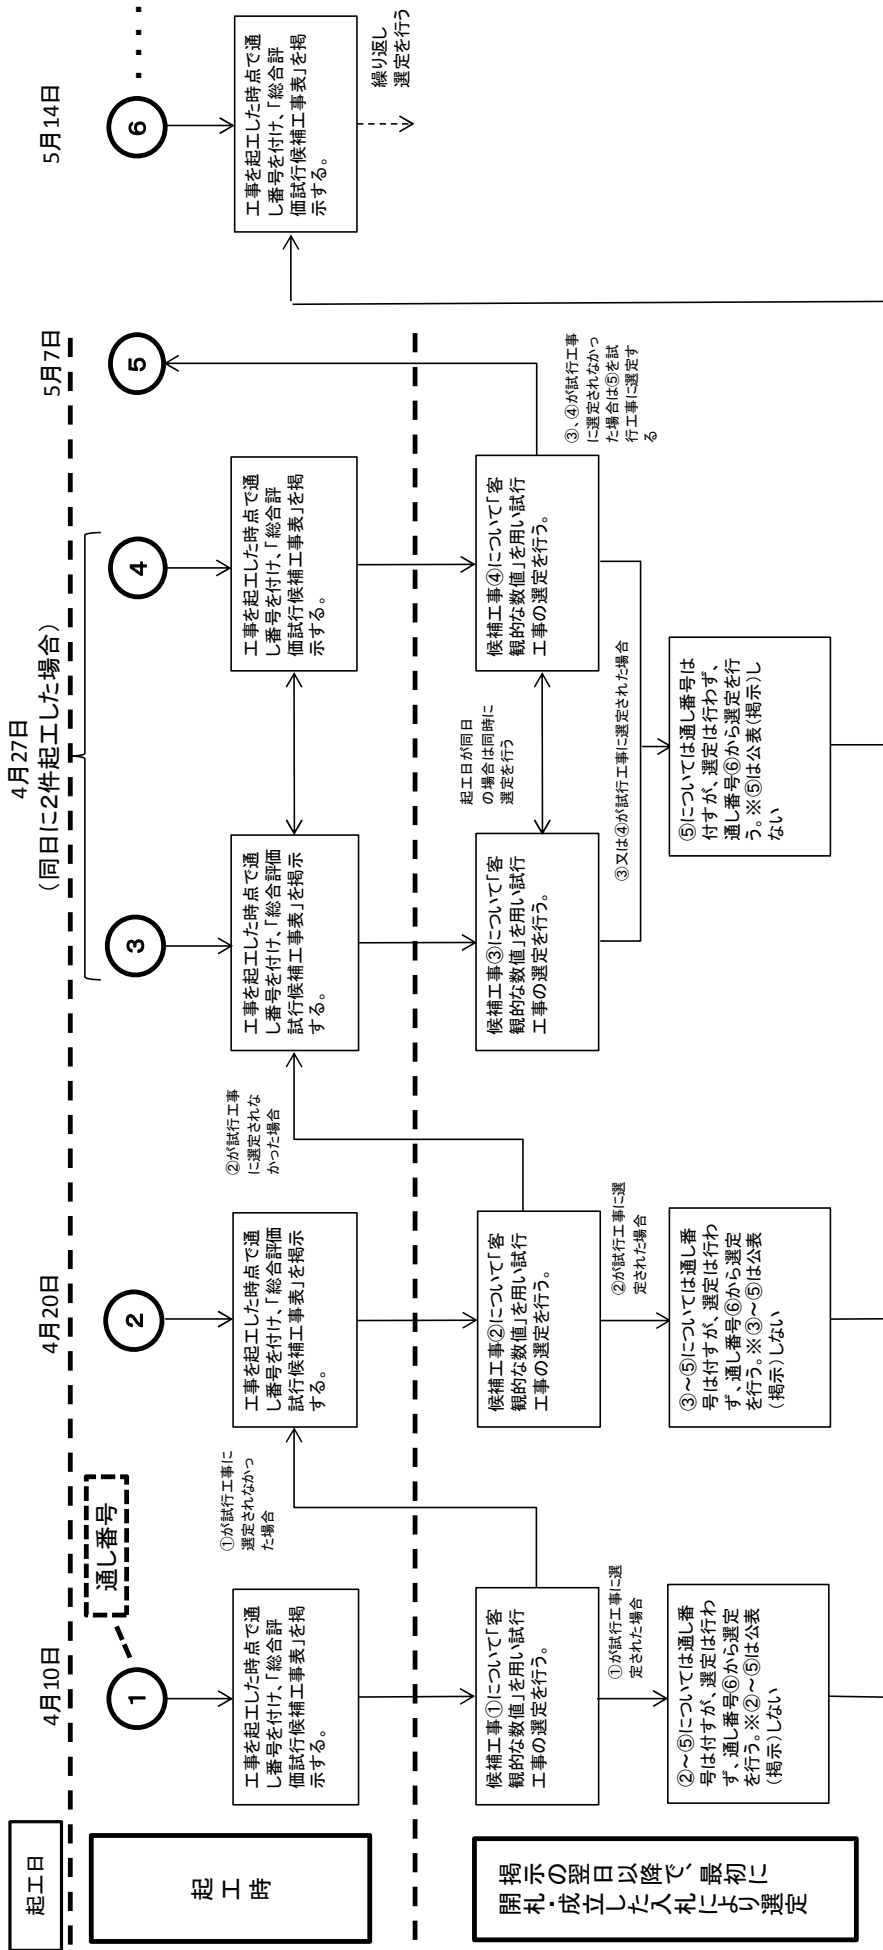 起工日
4月10日
4月20日
4月27日
(同日に2件起工した場合)
5月7日
5月14日
起工時
通し番号
1
2
3
4
5
6
・・・・
工事を起工した時点で通
し番号を付け、「総合評
価試行候補工事表」を掲
示する。
工事を起工した時点で通
し番号を付け、「総合評価
試行候補工事表」を掲示
する。
工事を起工した時点で通
し番号を付け、「総合評価
試行候補工事表」を掲示
する。
工事を起工した時点で通
し番号を付け、「総合評
価試行候補工事表」を掲
示する。
工事を起工した時点で通
し番号を付け、「総合評
価試行候補工事表」を掲
示する。
繰り返し
選定を行う
①が試行工事に
選定されなかっ
た場合
②が試行工事
に選定されな
かった場合
掲示の翌日以降で、最初に
開札・成立した入札により選定
候補工事①について「客
観的な数値」を用い試行
工事の選定を行う。
候補工事②について「客
観的な数値」を用い試行
工事の選定を行う。
候補工事③について「客
観的な数値」を用い試行
工事の選定を行う。
起工日が同日
の場合は同時に
選定を行う
候補工事④について「客
観的な数値」を用い試行
工事の選定を行う。
③、④が試行工事
に選定されなかっ
た場合は⑤を試
行工事に選定す
る
①が試行工事に選
定された場合
②が試行工事に選
定された場合
③又は④が試行工事に選定された場合
②~⑤については通し番
号は付すが、選定は行わ
ず、通し番号⑥から選定
を行う。※②~⑤は公表
(掲示)しない
③~⑤については通し番
号は付すが、選定は行わ
ず、通し番号⑥から選定
を行う。※③~⑤は公表
(掲示)しない
⑤については通し番号は
付すが、選定は行わず、
通し番号⑥から選定を行
う。※⑤は公表(掲示)し
ない